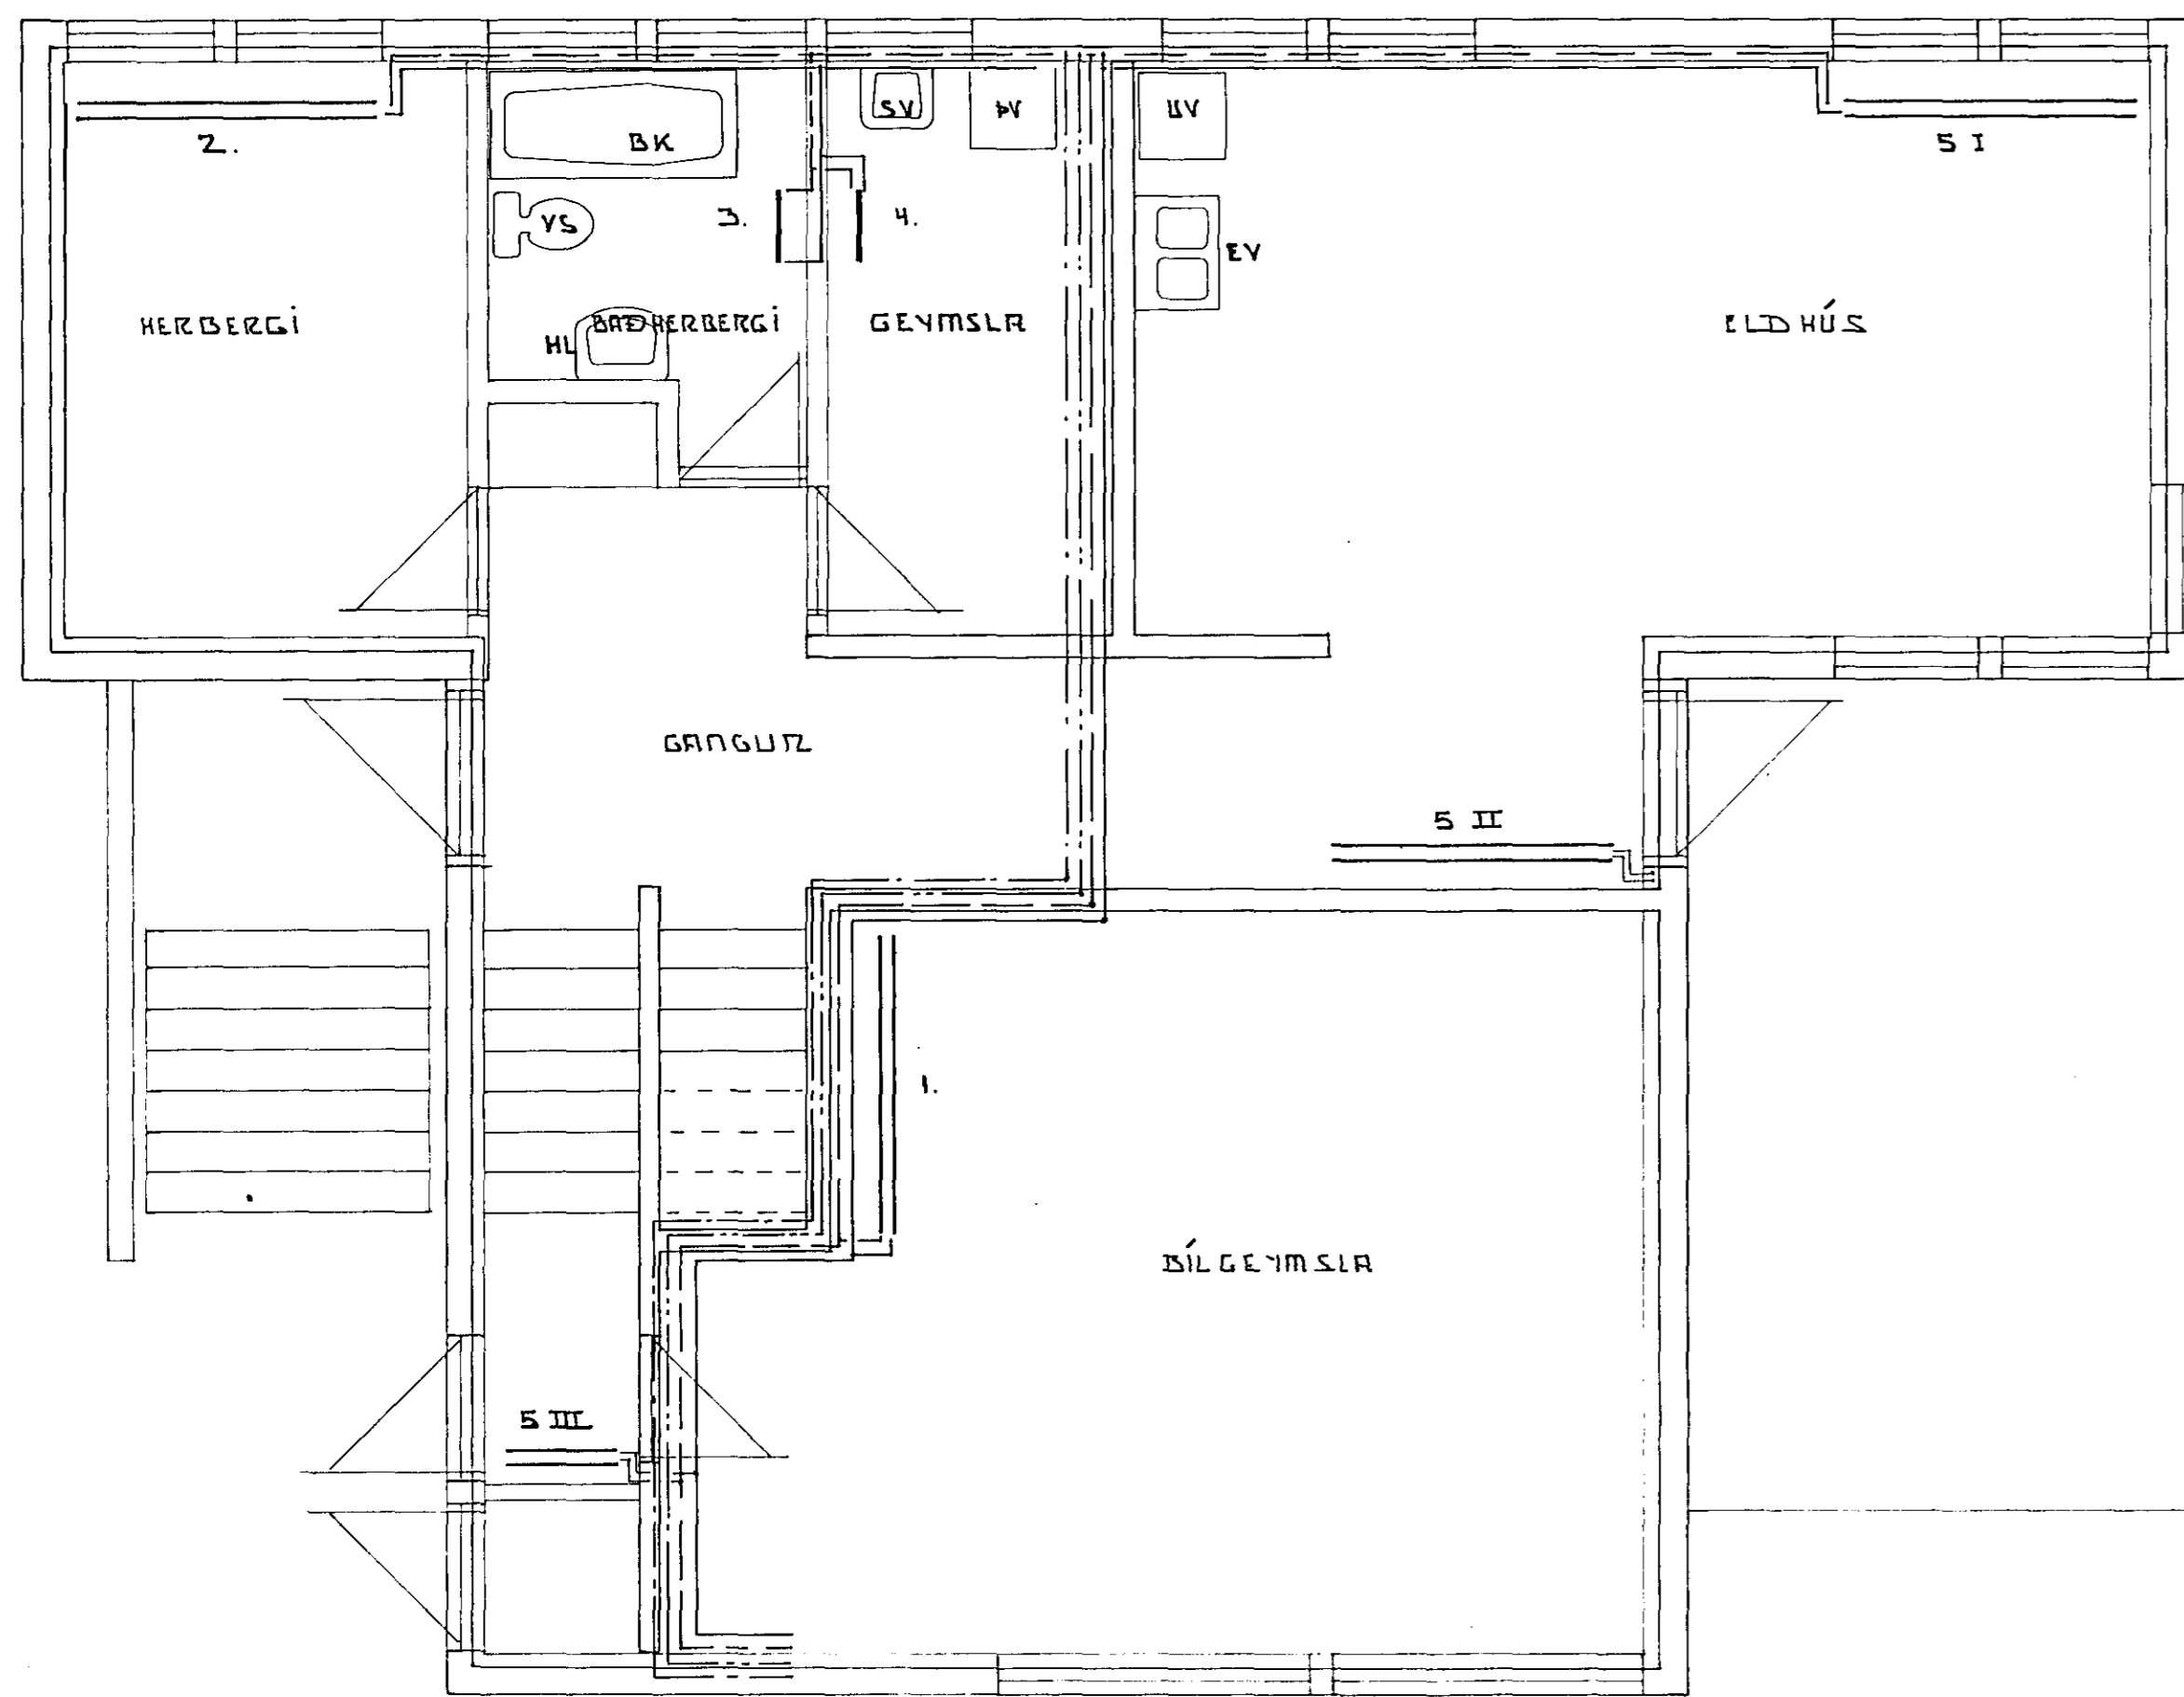 SV
ÞV
UV
2.
BK
5 I
VS
3.
4.
EV
HERBERGi
HL
BAÐHERBERGi
GEYMSLA
ELDHÚS
GANGUR
5 II
1.
BÍLGEYMSLA
5 III